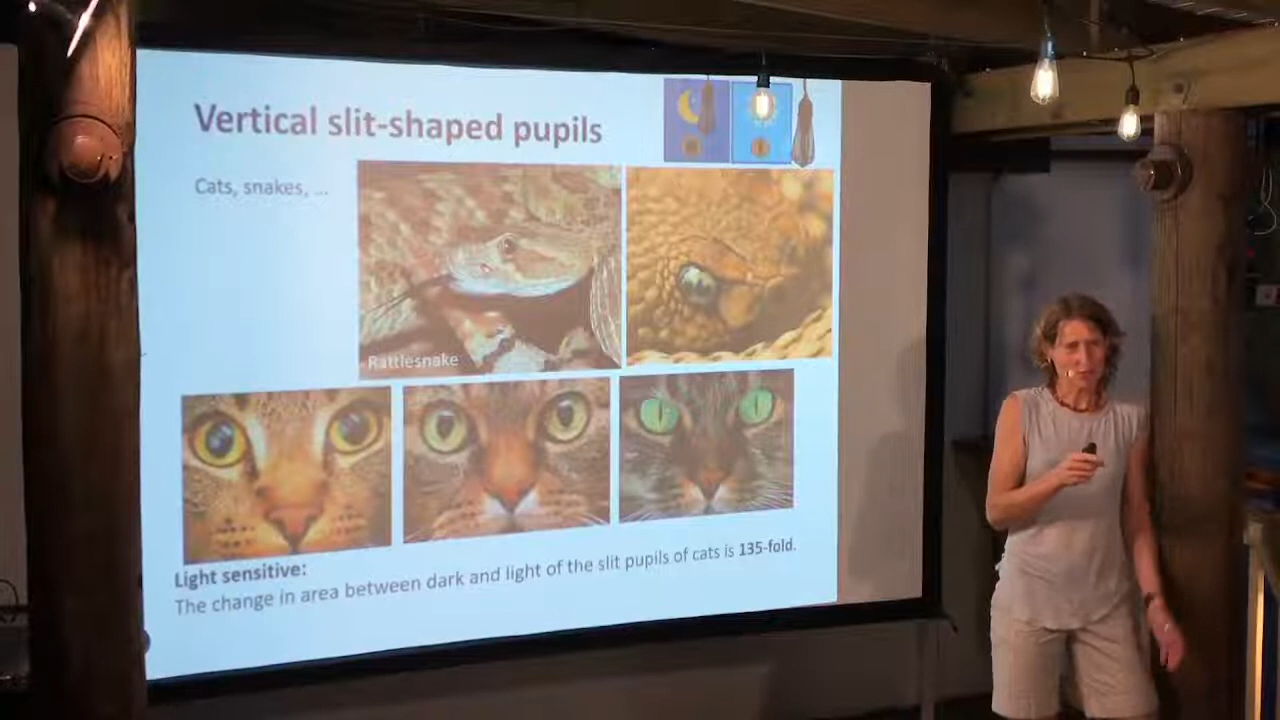 Vertical slit-shaped pupils
Cats, snakes, ...
Rattlesnake
Light sensitive:
The change in area between dark and light of the slit pupils of cats is 135-fold.